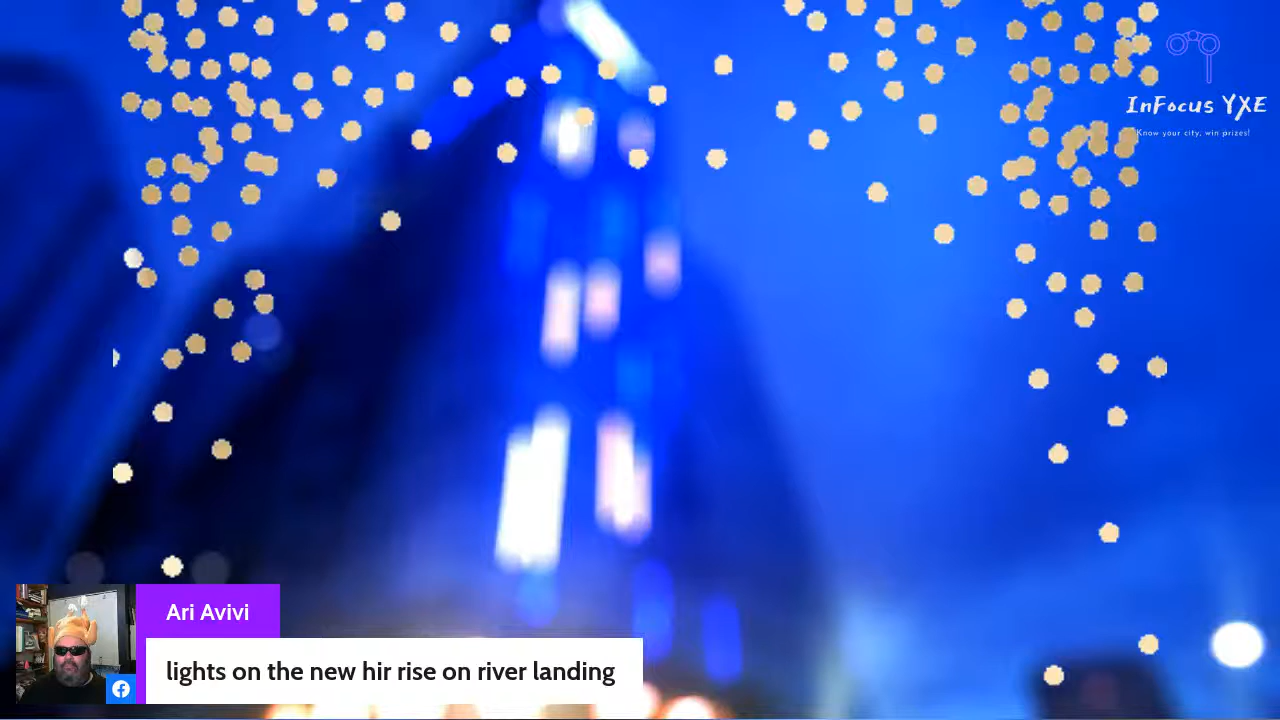 InFocus YXE
Know your city, win prizes!
Ari Avivi
lights on the new hir rise on river landing